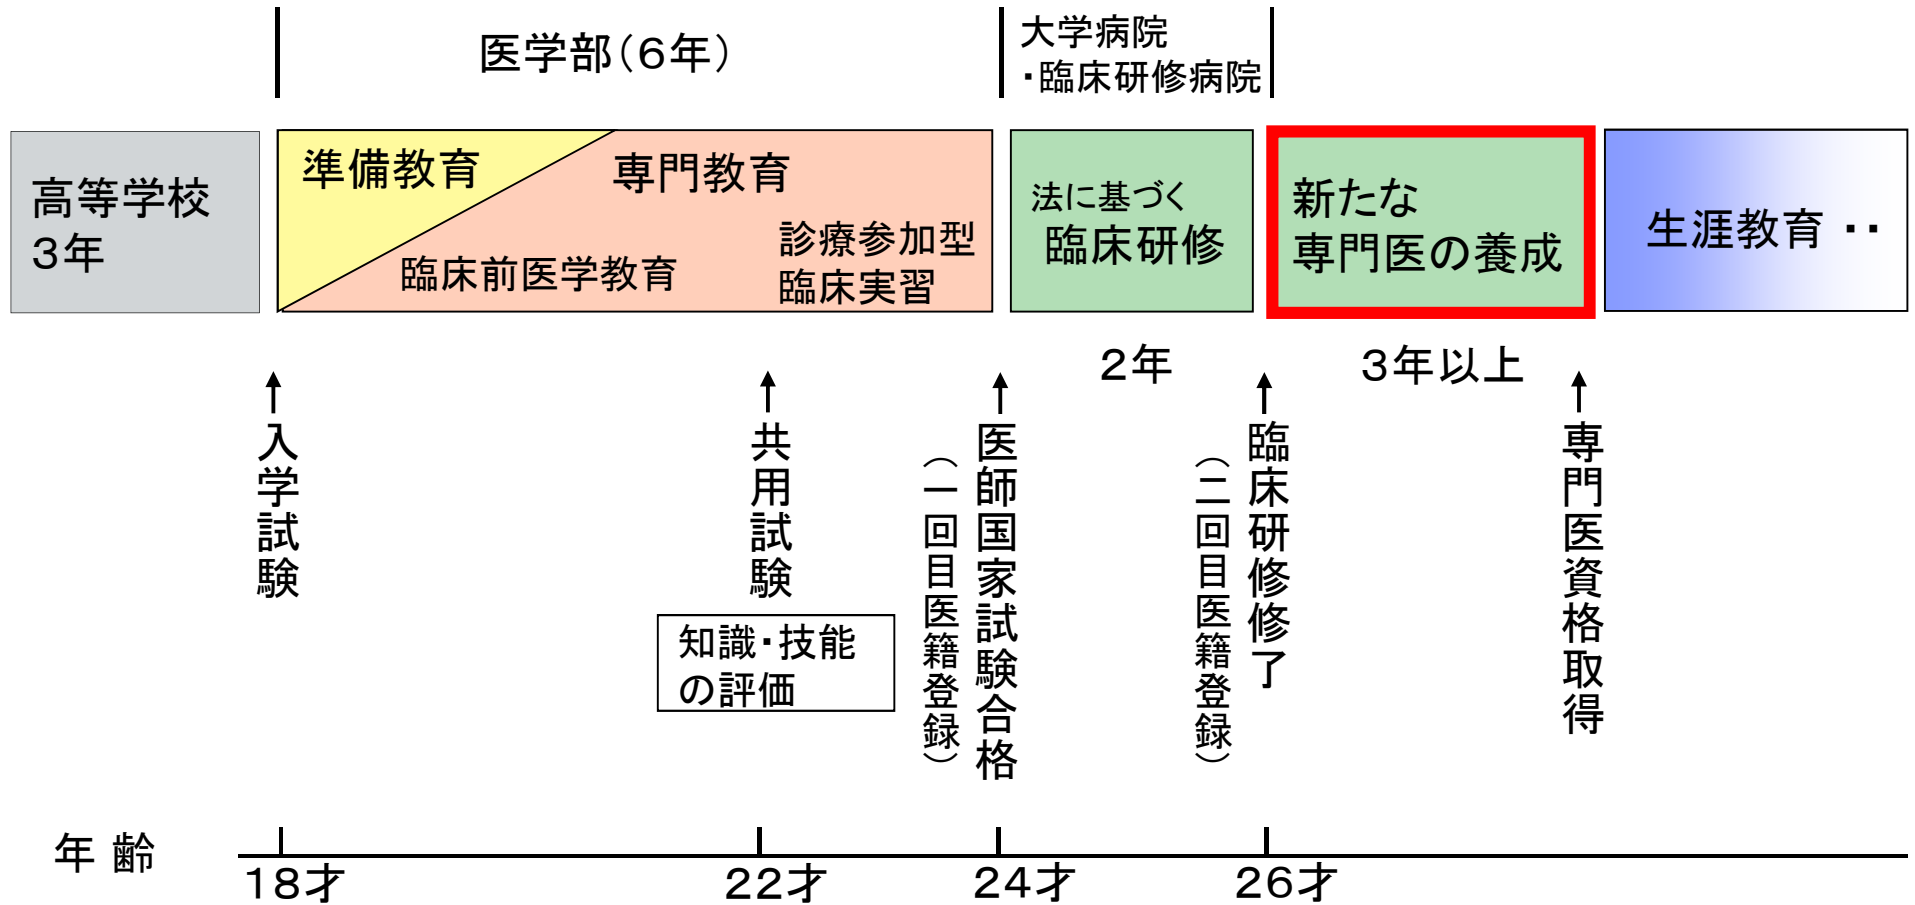 医学部(6年)
大学病院
・臨床研修病院
高等学校
3年
準備教育
専門教育
臨床前医学教育
診療参加型
臨床実習
法に基づく
臨床研修
新たな
専門医の養成
生涯教育 ・・
2年
3年以上
入学試験
共用試験
知識・技能
の評価
医師国家試験合格
(一回目医籍登録)
臨床研修修了
(二回目医籍登録)
専門医資格取得
年 齢
18才
22才
24才
26才